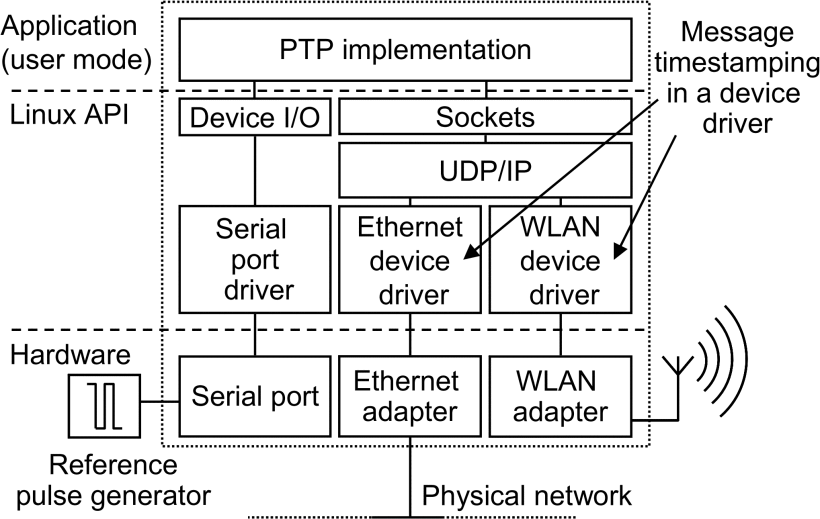 Application
(user mode)
PTP implementation
Message
timestamping
in a device
driver
Linux API
Device I/O
Sockets
UDP/IP
Serial
port
driver
Ethernet
device
driver
WLAN
device
driver
Hardware
Serial port
Ethernet
adapter
WLAN
adapter
Reference
pulse generator
Physical network